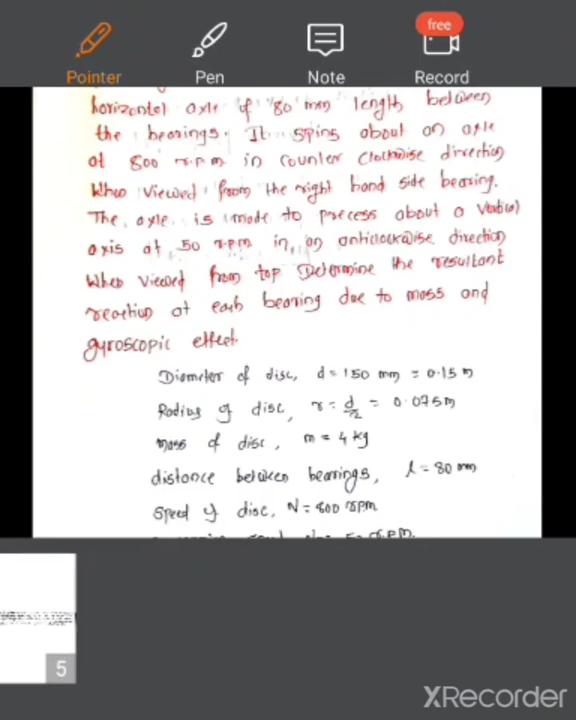 free
Pointer Pen Note Record
horizontal axle of 80 mm length between
the bearings. It spins about an axle
at 800 r.p.m in counter clockwise direction
When viewed from the right hand side bearing.
The axle is made to precess about a vertical
axis at 50 r.p.m in an anticlockwise direction
When viewed from top Determine the resultant
reaction at each bearing due to mass and
gyroscopic effect.
Diameter of disc, d = 150 mm = 0.15 m
Radius of disc, r = d/2 = 0.075m
mass of disc, m = 4 kg
distance between bearings, l = 80 mm
Speed of disc, N = 800 rpm
5
XRecorder